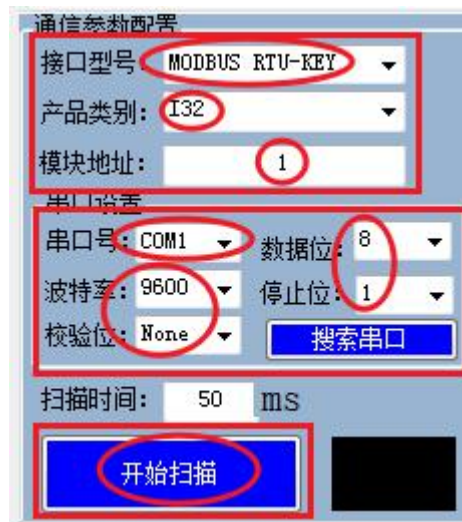 通信参数配置
接口型号: MODBUS RTU-KEY
产品类别: I32
模块地址: 1
串口设置
串口号: COM1 数据位: 8
波特率: 9600 停止位: 1
校验位: None 搜索串口
扫描时间: 50 ms
开始扫描